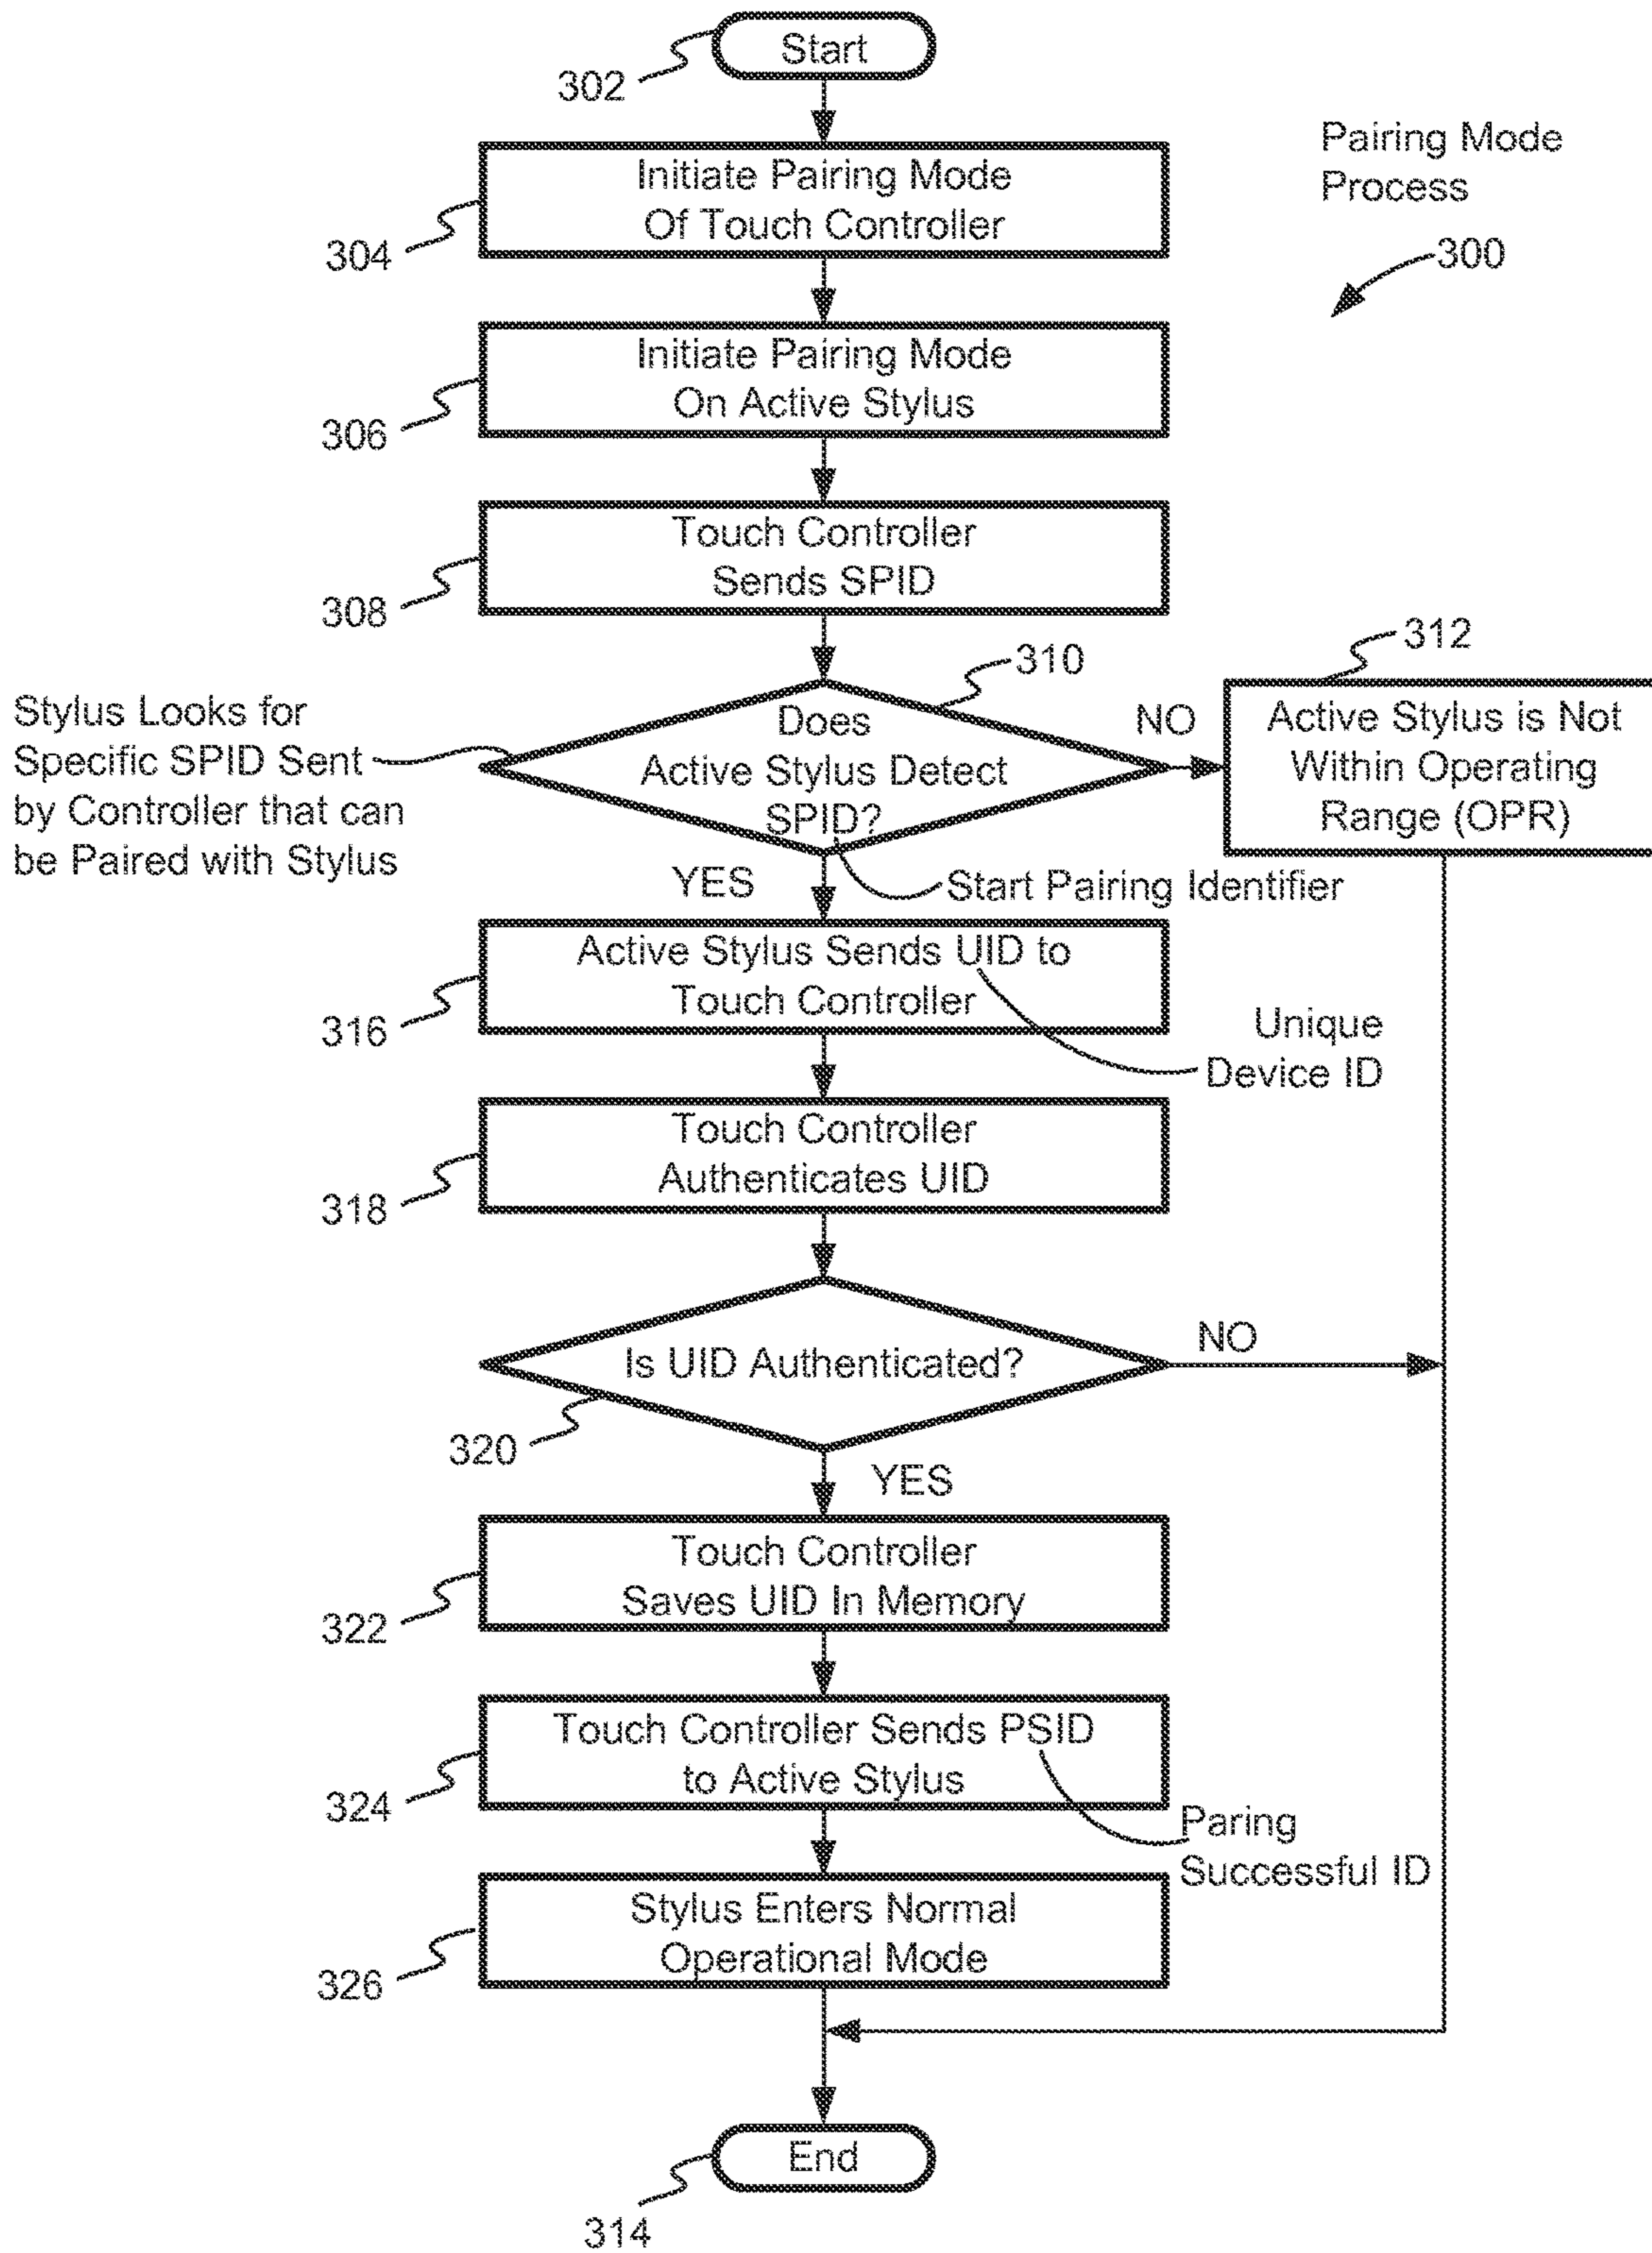 Start
302
Pairing Mode
Process
300
Initiate Pairing Mode
Of Touch Controller
304
Initiate Pairing Mode
On Active Stylus
306
Touch Controller
Sends SPID
308
310
312
Stylus Looks for
Specific SPID Sent
by Controller that can
be Paired with Stylus
Does
Active Stylus Detect
SPID?
NO
Active Stylus is Not
Within Operating
Range (OPR)
YES
Start Pairing Identifier
Active Stylus Sends UID to
Touch Controller
316
Unique
Device ID
Touch Controller
Authenticates UID
318
Is UID Authenticated?
NO
320
YES
Touch Controller
Saves UID In Memory
322
Touch Controller Sends PSID
to Active Stylus
324
Paring
Successful ID
Stylus Enters Normal
Operational Mode
326
End
314